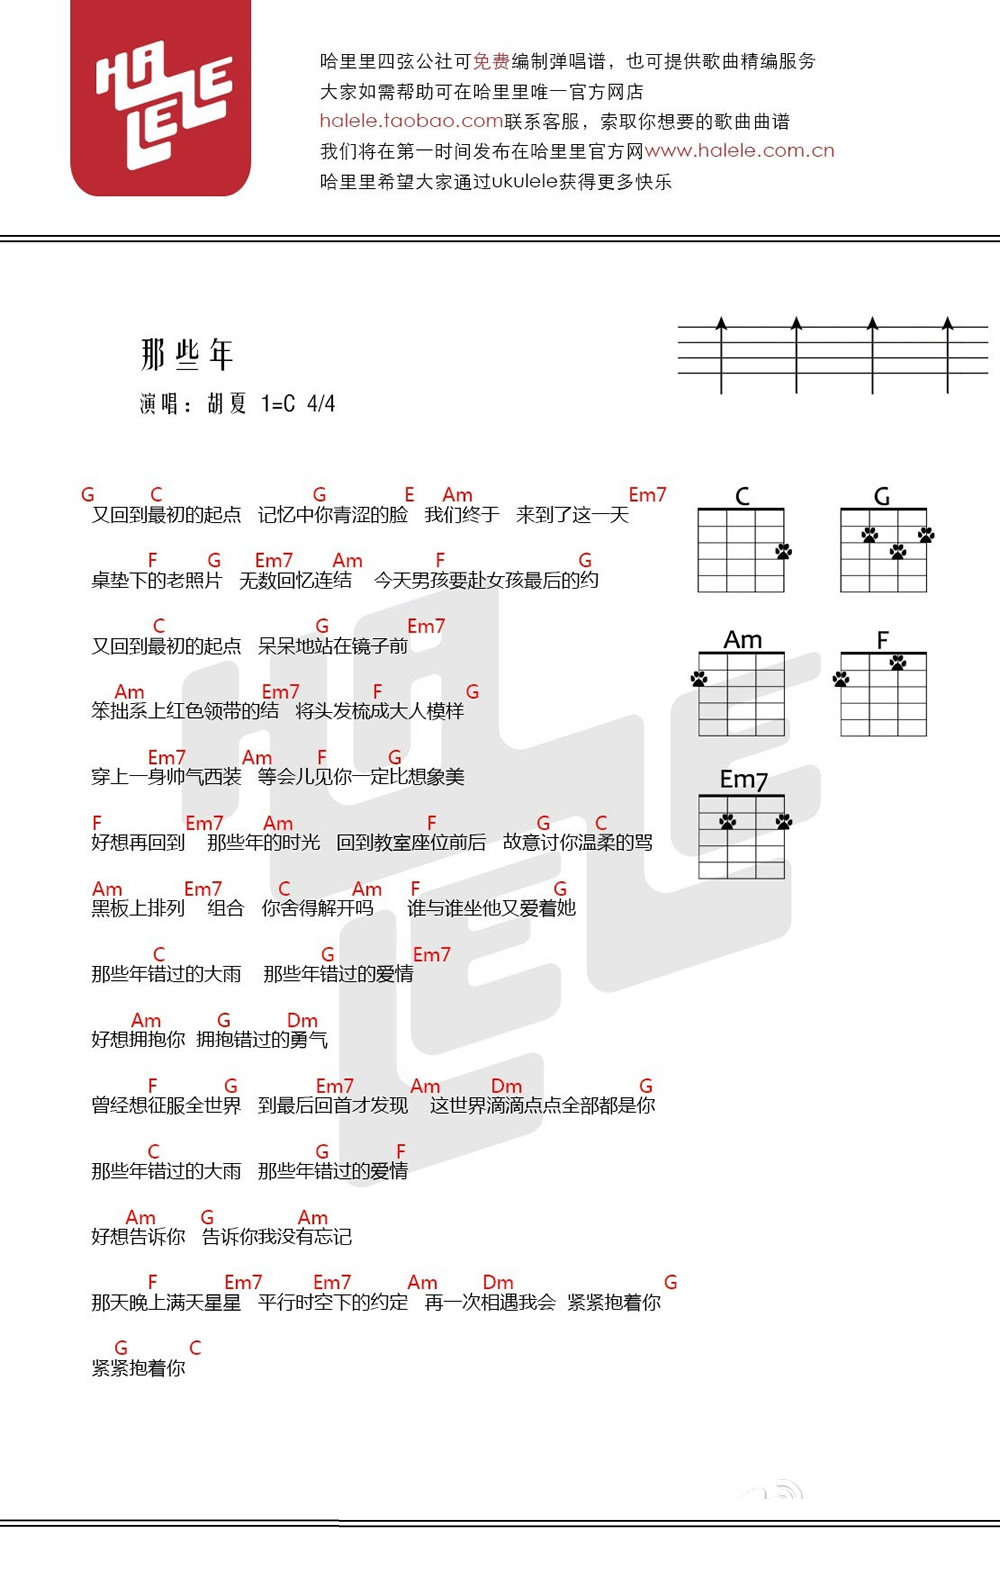 HALELE
哈里里四弦公社可免费编制弹唱谱，也可提供歌曲精编服务
大家如需帮助可在哈里里唯一官方网店
halele.taobao.com联系客服，索取你想要的歌曲曲谱
我们将在第一时间发布在哈里里官方网www.halele.com.cn
哈里里希望大家通过ukulele获得更多快乐
那些年
演唱：胡夏 1=C 4/4
G C G E Am Em7
又回到最初的起点 记忆中你青涩的脸 我们终于 来到了这一天
F G Em7 Am F G
桌垫下的老照片 无数回忆连结 今天男孩要赴女孩最后的约
C G Em7
又回到最初的起点 呆呆地站在镜子前
Am Em7 F G
笨拙系上红色领带的结 将头发梳成大人模样
Em7 Am F G
穿上一身帅气西装 等会儿见你一定比想象美
F Em7 Am F G C
好想再回到 那些年的时光 回到教室座位前后 故意讨你温柔的骂
Am Em7 C Am F G
黑板上排列 组合 你舍得解开吗 谁与谁坐他又爱着她
C G Em7
那些年错过的大雨 那些年错过的爱情
Am G Dm
好想拥抱你 拥抱错过的勇气
F G Em7 Am Dm G
曾经想征服全世界 到最后回首才发现 这世界滴滴点点全部都是你
C G F
那些年错过的大雨 那些年错过的爱情
Am G Am
好想告诉你 告诉你我没有忘记
F Em7 Em7 Am Dm G
那天晚上满天星星 平行时空下的约定 再一次相遇我会 紧紧抱着你
G C
紧紧抱着你
C G
Am F
Em7
HALELE